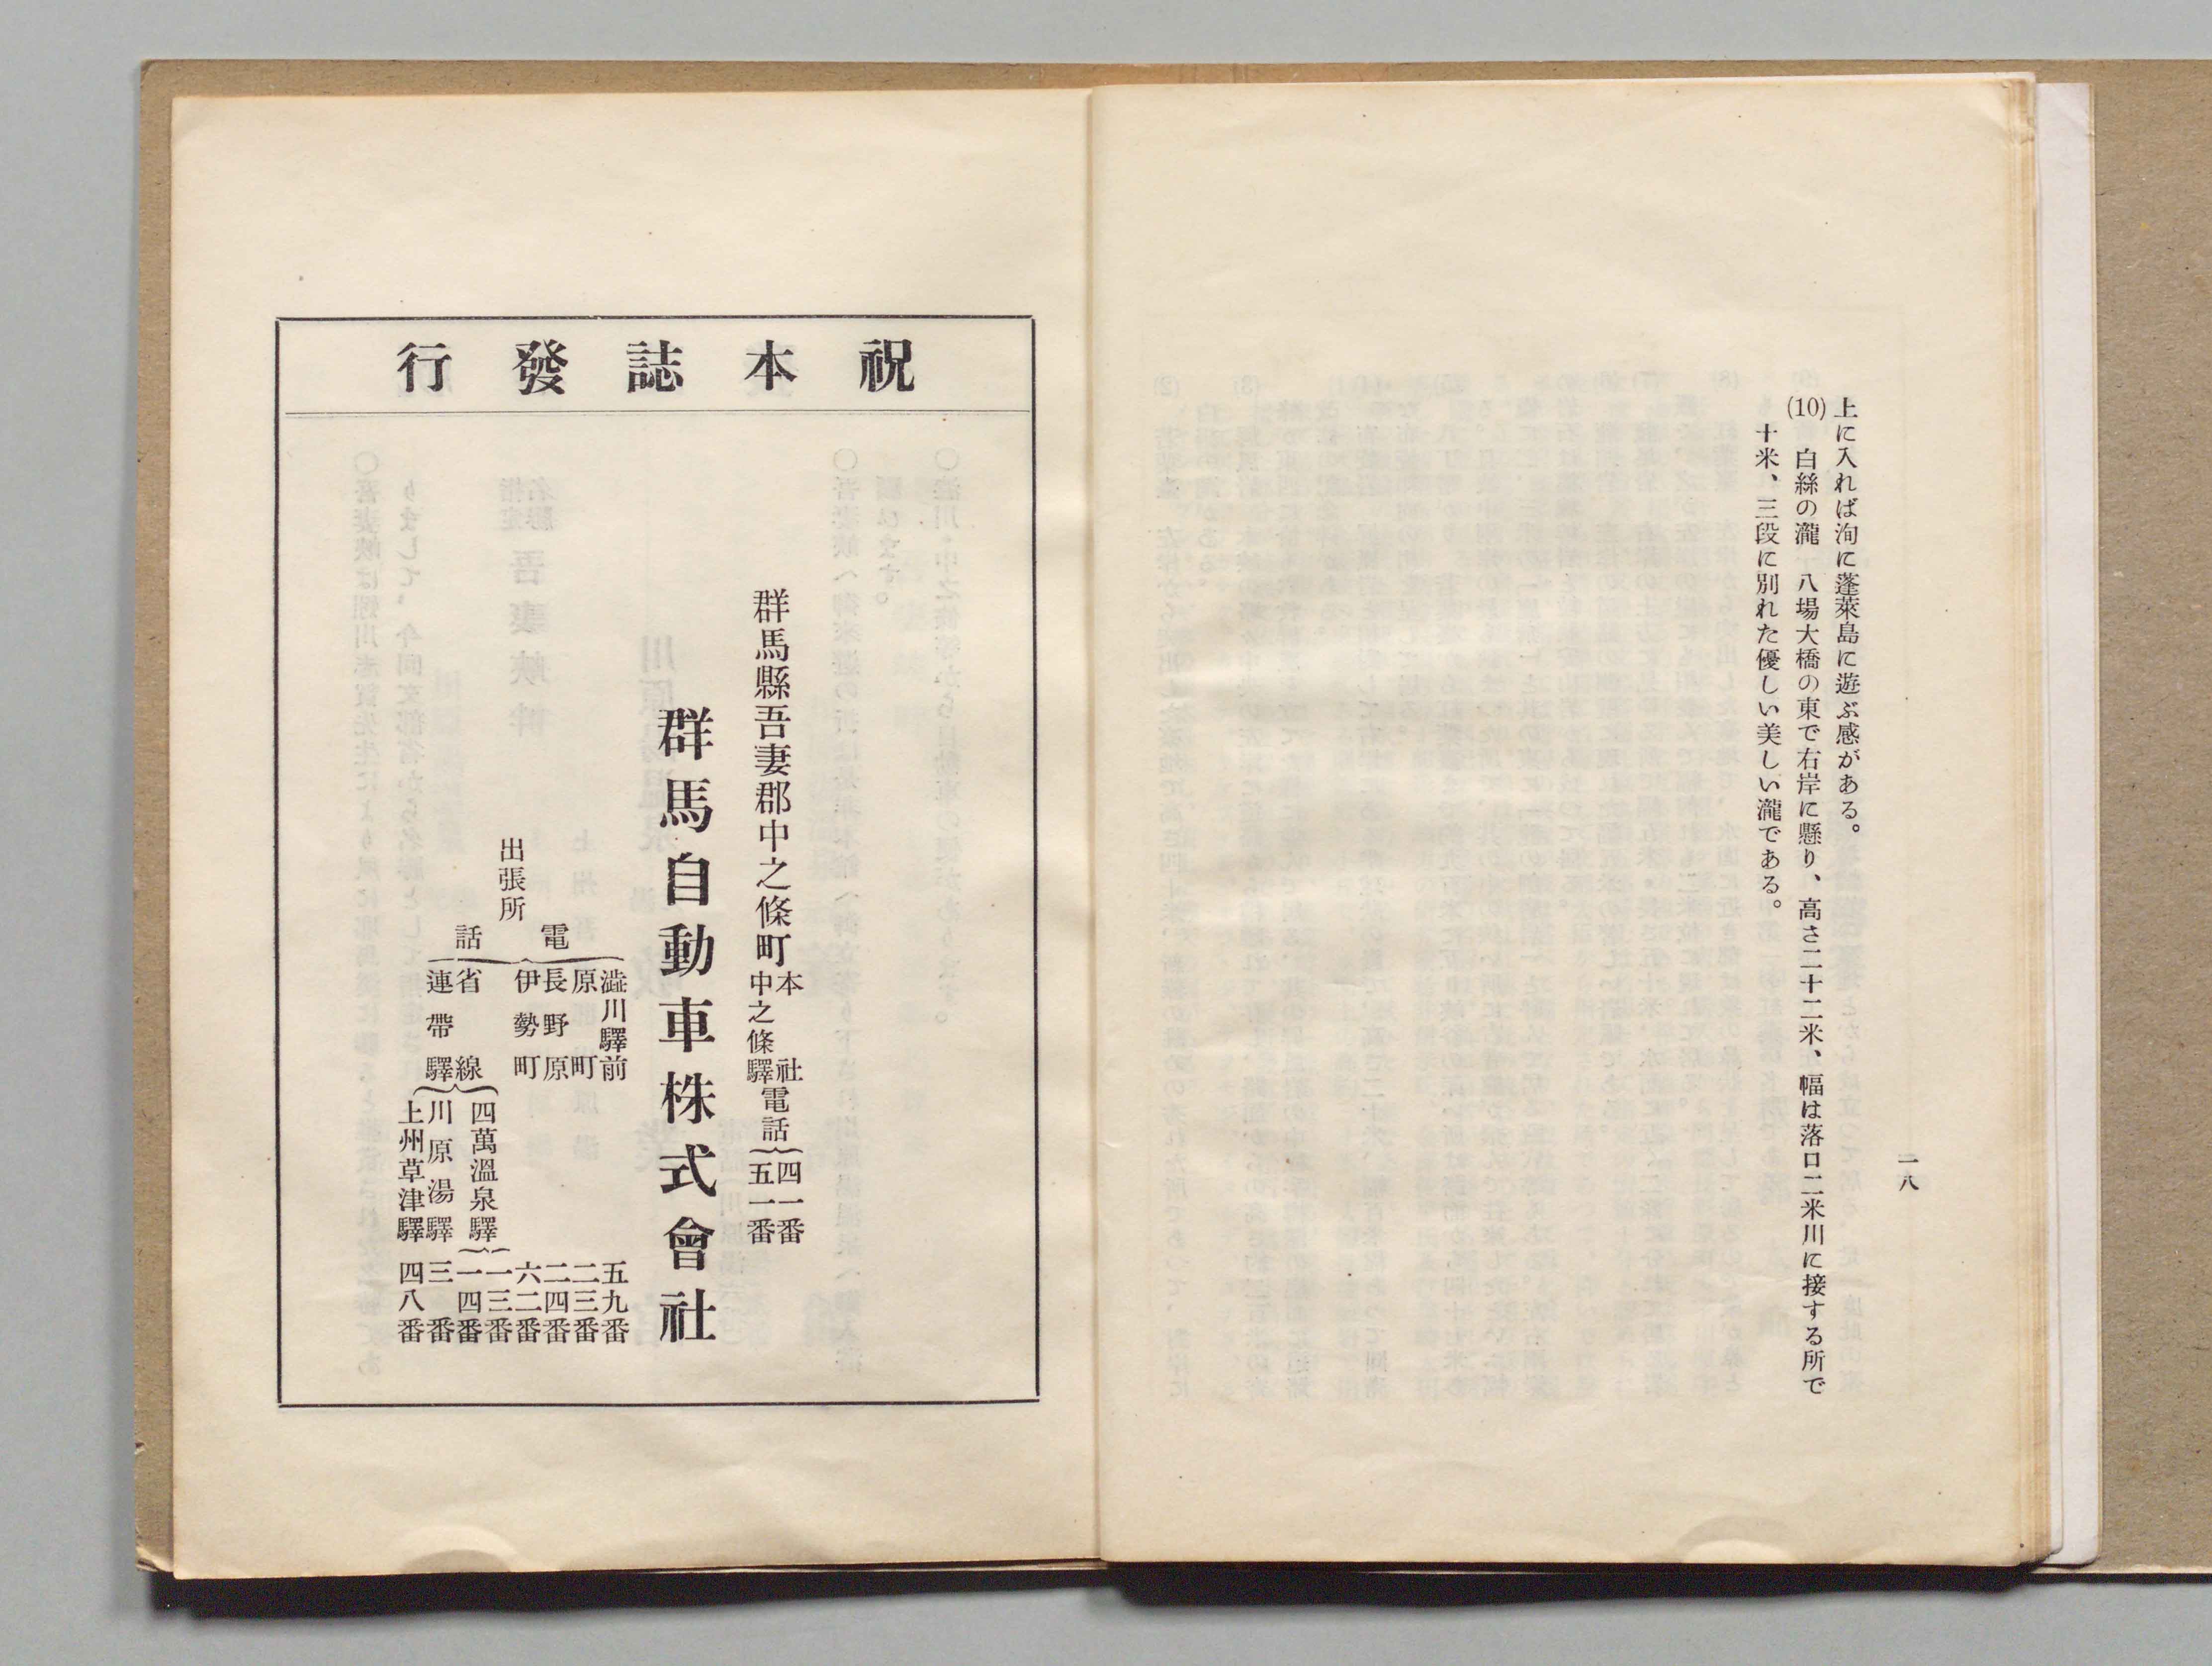 上に入れば洵に蓬萊島に遊ぶ感がある。
(10) 白絲の瀧 八場大橋の東で右岸に懸り、高さ二十二米、幅は落口二米川に接する所で
十米、三段に別れた優しい美しい瀧である。
二八
祝本誌發行
群馬縣吾妻郡中之條町
本社
中之條驛
電話
四一番
五一番
群馬自動車株式會社
出張所
電話
澁川驛前 五九番
原町 二三番
長野原 二四番
伊勢町 六二番
省線
連帶驛
四萬溫泉驛 一三番
一四番
川原湯驛 三番
上州草津驛 四八番